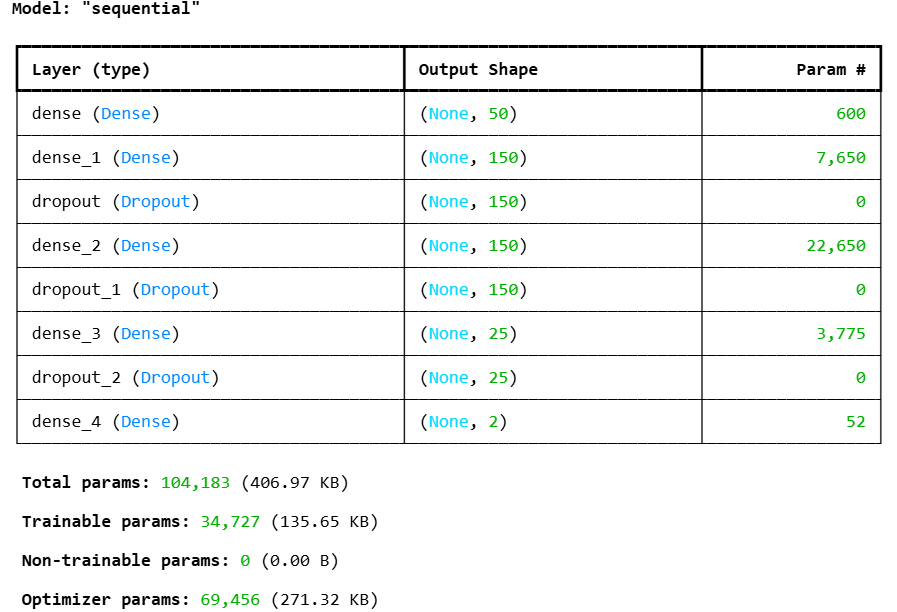 Model: "sequential"
Layer (type) Output Shape Param #
dense (Dense) (None, 50) 600
dense_1 (Dense) (None, 150) 7,650
dropout (Dropout) (None, 150) 0
dense_2 (Dense) (None, 150) 22,650
dropout_1 (Dropout) (None, 150) 0
dense_3 (Dense) (None, 25) 3,775
dropout_2 (Dropout) (None, 25) 0
dense_4 (Dense) (None, 2) 52
Total params: 104,183 (406.97 KB)
Trainable params: 34,727 (135.65 KB)
Non-trainable params: 0 (0.00 B)
Optimizer params: 69,456 (271.32 KB)